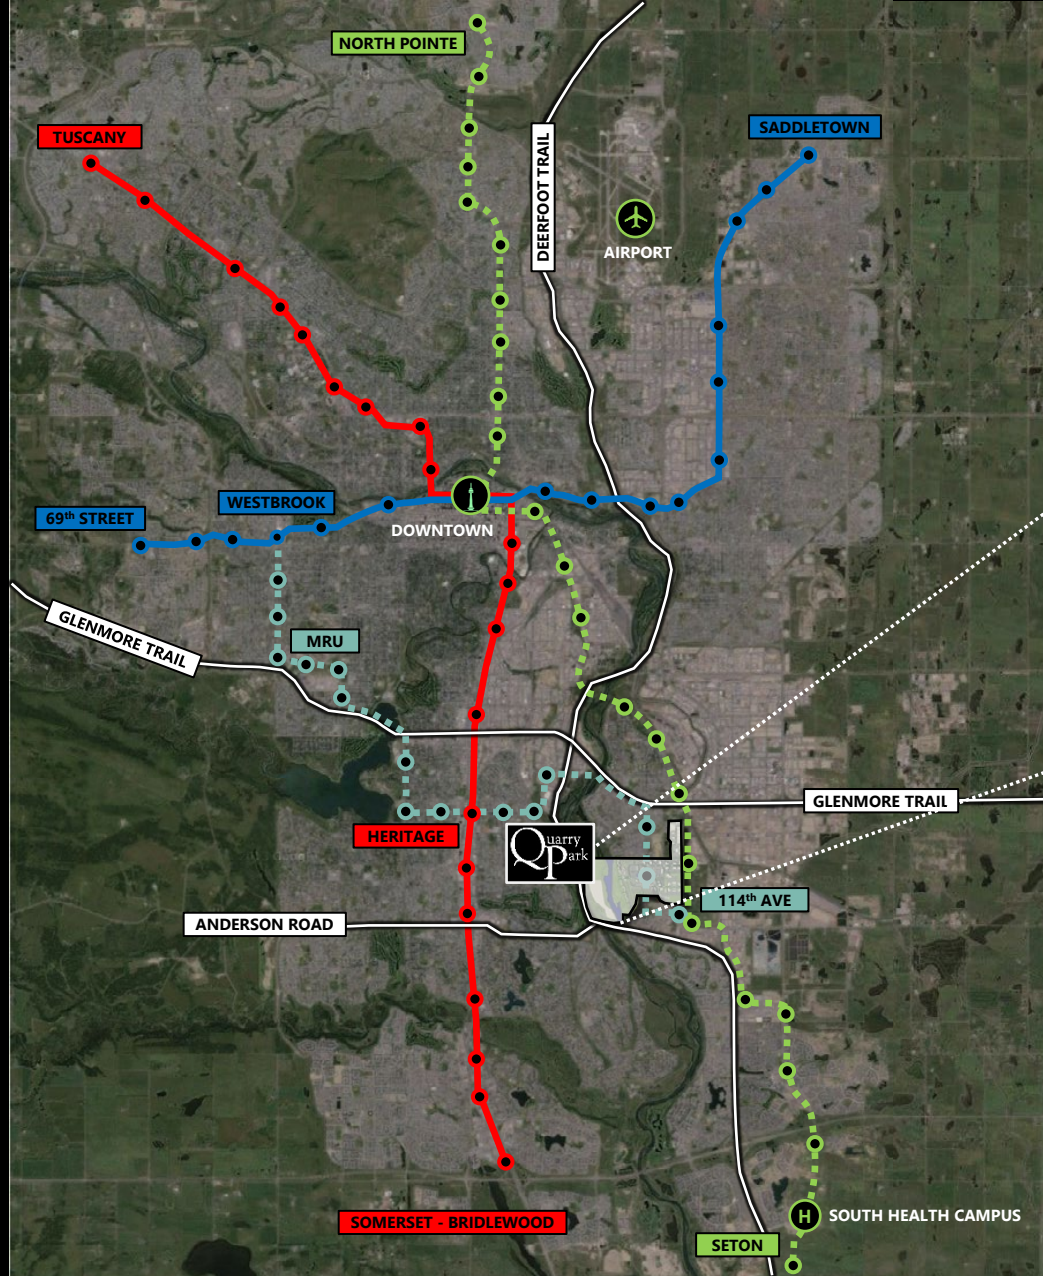 NORTH POINTE
TUSCANY
SADDLETOWN
DEERFOOT TRAIL
AIRPORT
WESTBROOK
69th STREET
DOWNTOWN
GLENMORE TRAIL
MRU
GLENMORE TRAIL
HERITAGE
Quarry
Park
114th AVE
ANDERSON ROAD
H
SOUTH HEALTH CAMPUS
SOMERSET - BRIDLEWOOD
SETON